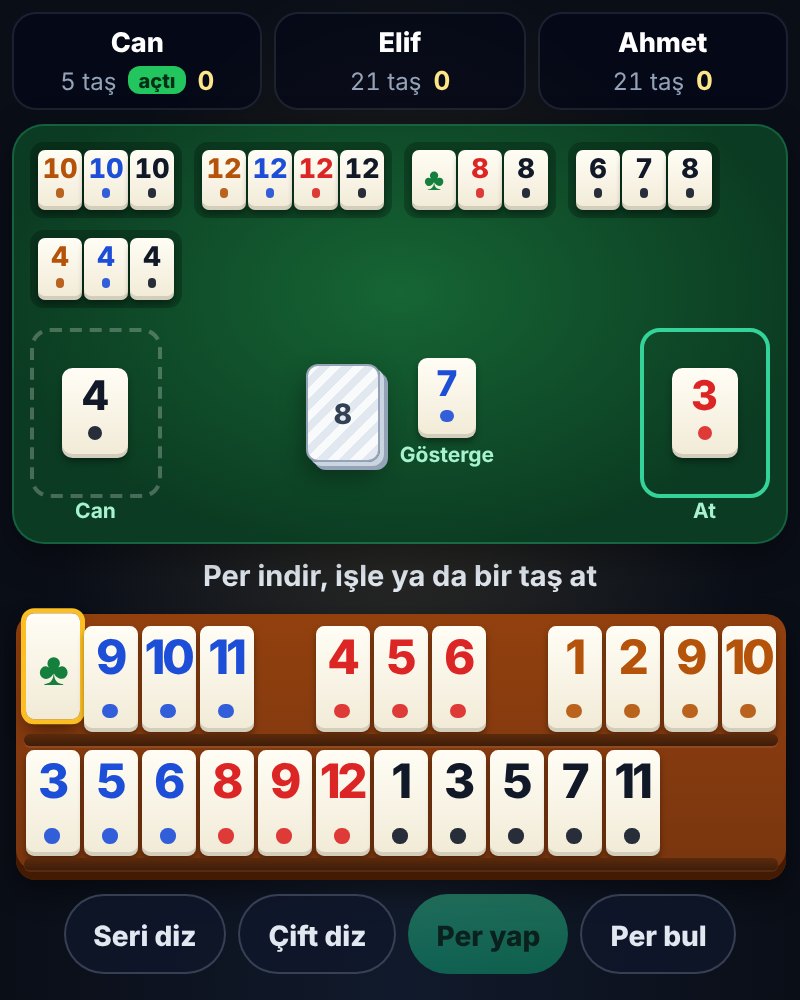 Can Elif Ahmet
5 taş açtı 0 21 taş 0 21 taş 0
10 10 10 12 12 12 12 ♣ 8 8 6 7 8
4 4 4
4 8 7 3
Gösterge
Can At
Per indir, işle ya da bir taş at
♣ 9 10 11 4 5 6 1 2 9 10
3 5 6 8 9 12 1 3 5 7 11
Seri diz Çift diz Per yap Per bul